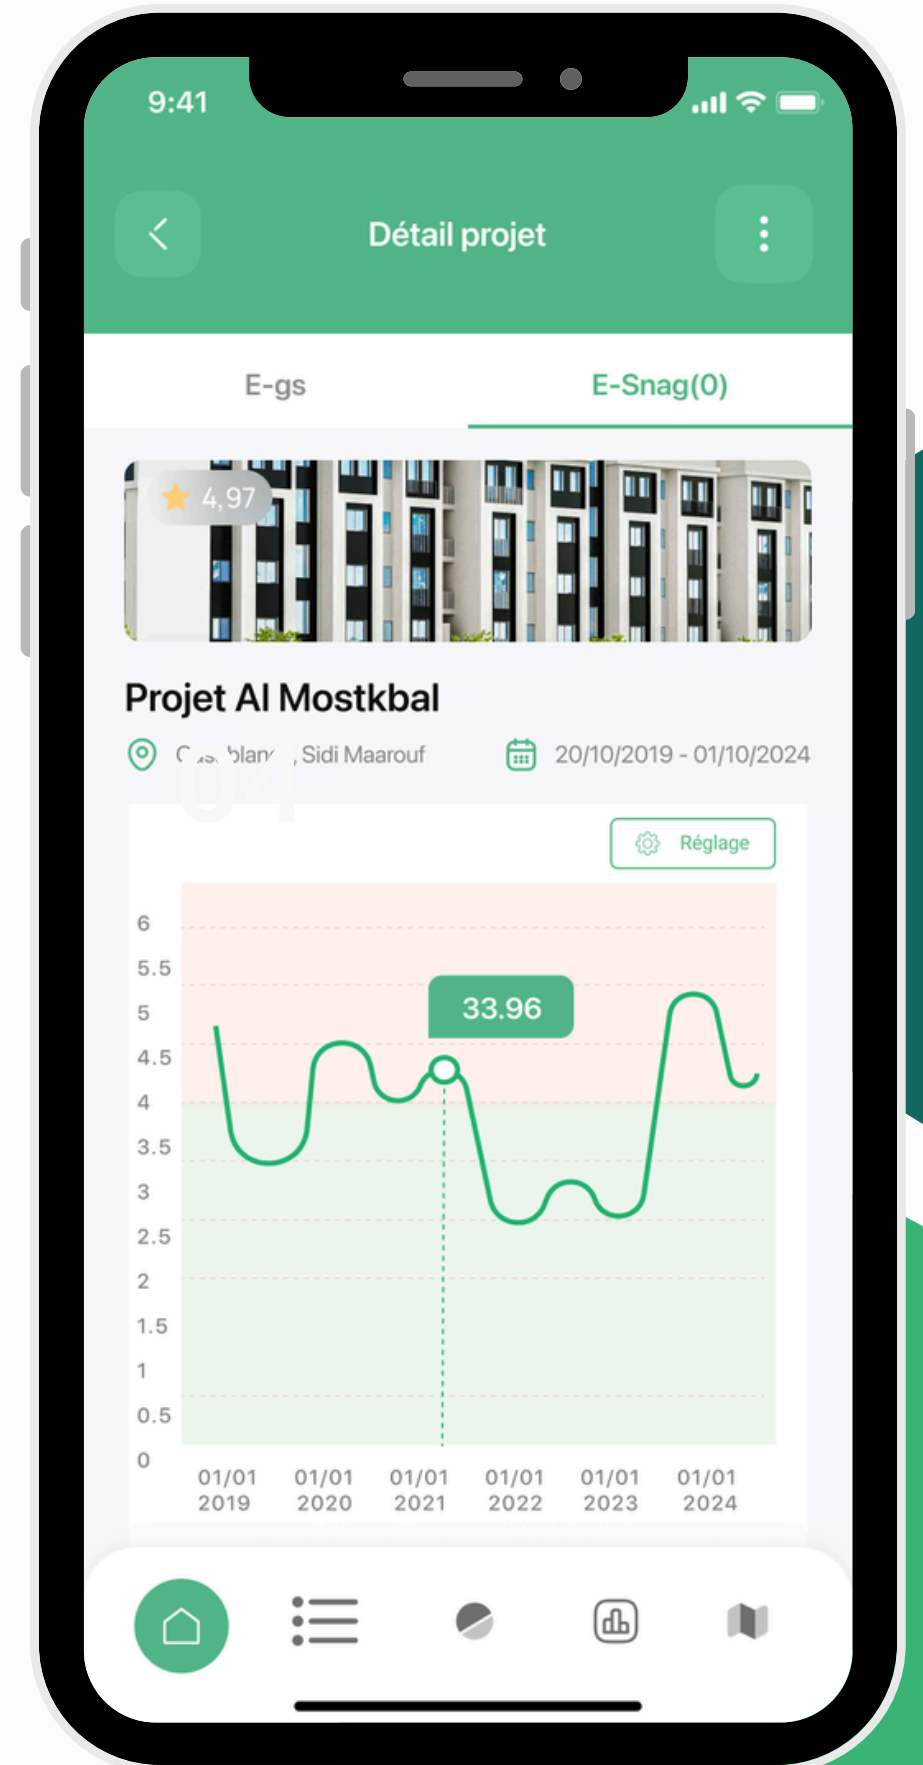 9:41
Détail projet
E-gs
E-Snag(0)
4,97
Projet Al Mostkbal
Sidi Maarouf
20/10/2019 - 01/10/2024
04
Réglage
6
5.5
5
4.5
4
3.5
3
2.5
2
1.5
1
0.5
0
33.96
01/01 01/01 01/01 01/01 01/01 01/01
2019 2020 2021 2022 2023 2024